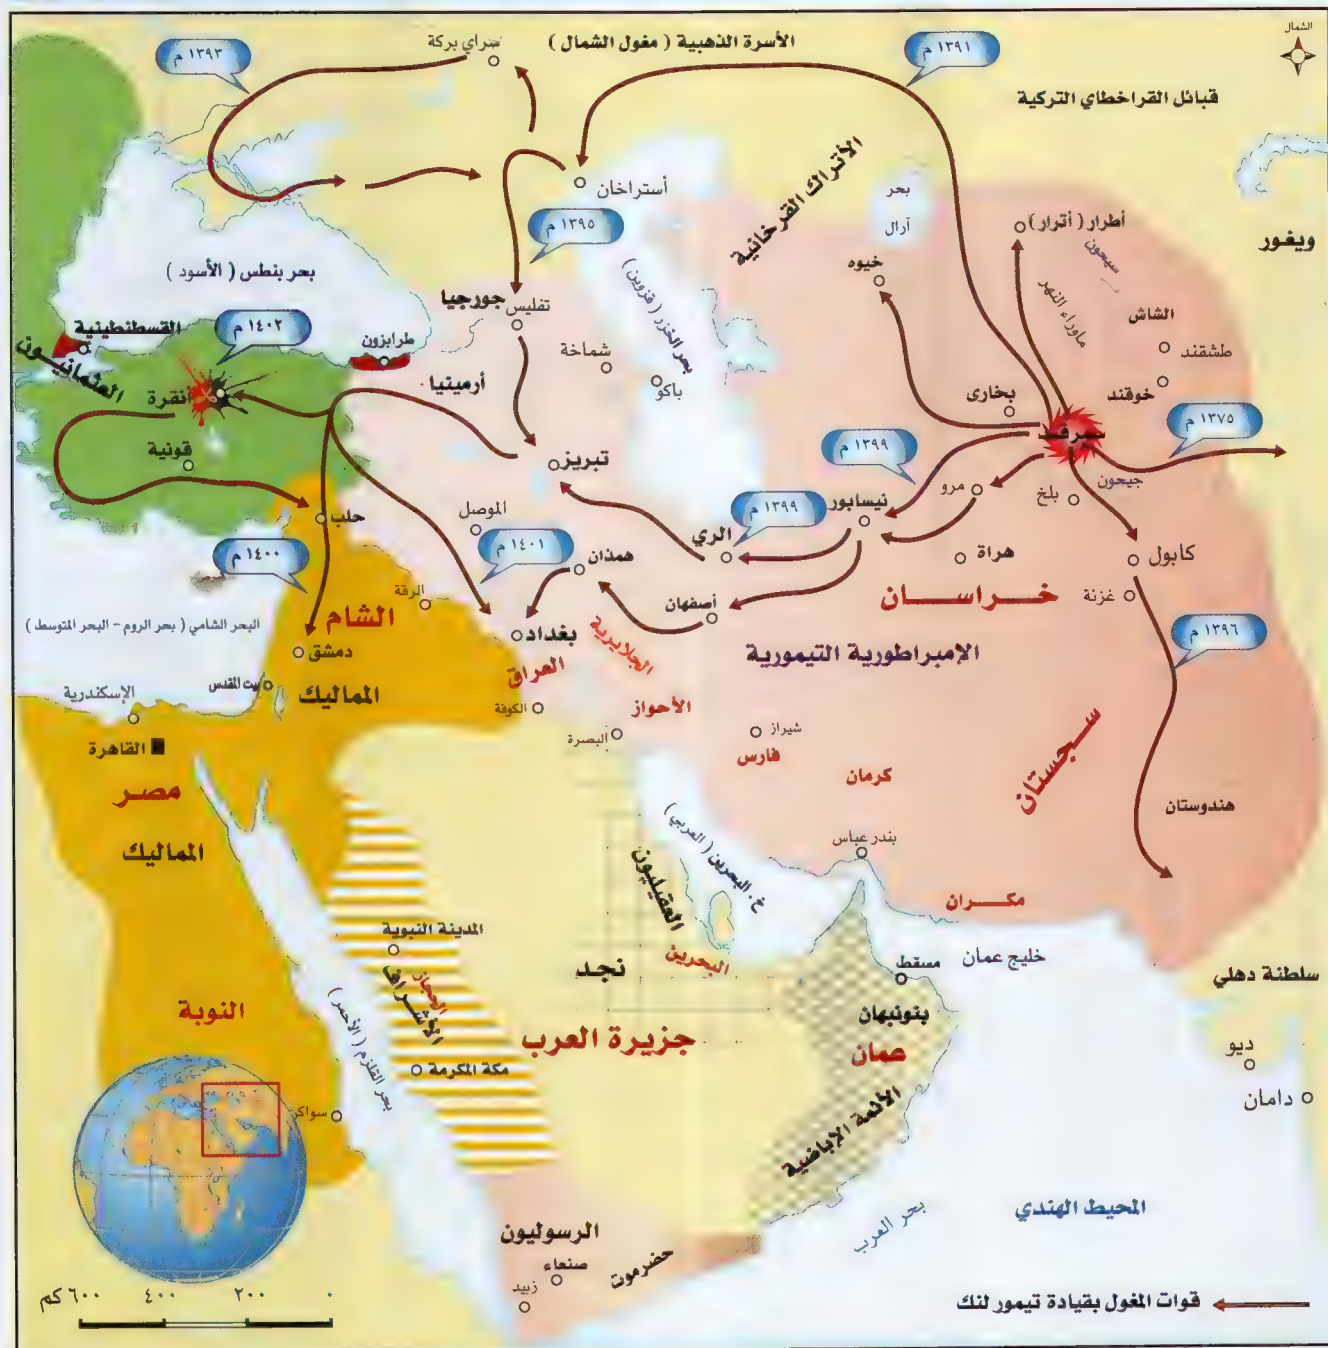 الشمال
الأسرة الذهبية ( مغول الشمال )
١٣٩١ م
١٣٩٣ م
سراي بركة
قبائل القراخطاي التركية
الأتراك القرخانية
أستراخان
بحر
آرال
أطرار ( أترار )
سيحون
ماوراء النهر
ويغور
١٣٩٥ م
خيوه
بحر بنطس ( الأسود )
جورجيا
تفليس
بحر الخزر ( قزوين )
الشاش
طشقند
خوقند
١٤٠٢ م
القسطنطينية
العثمانيون
طرابزون
شماخة
باكو
أرمينيا
أنقرة
بخارى
سمرقند
١٣٧٥ م
١٣٩٩ م
قونية
تبريز
نيسابور
مرو
بلخ
جيحون
حلب
الموصل
١٣٩٩ م
الري
١٤٠١ م
همذان
هراة
كابول
١٤٠٠ م
قبرص
الرقة
أصفهان
خراسان
غزنة
البحر الشامي ( بحر الروم - البحر المتوسط )
الشام
دمشق
بغداد
العراق
الجلايرية
الإمبراطورية التيمورية
١٣٩٦ م
بيت المقدس
المماليك
الإسكندرية
الكوفة
الأحواز
البصرة
شيراز
فارس
سجستان
القاهرة
مصر
المماليك
كرمان
هندوستان
بندر عباس
خ. البحرين ( العربي )
العقيليون
البحرين
مكران
المدينة النبوية
الحجاز
الأشراف
نجد
مسقط
خليج عمان
سلطنة دهلي
النوبة
بحر القلزم ( الأحمر )
جزيرة العرب
بنونبهان
عمان
ديو
دامان
مكة المكرمة
سواكن
الأئمة الإباضية
المحيط الهندي
بحر العرب
الرسوليون
صنعاء
زبيد
حضرموت
٦٠٠ كم ٤٠٠ ٢٠٠ ٠
قوات المغول بقيادة تيمور لنك